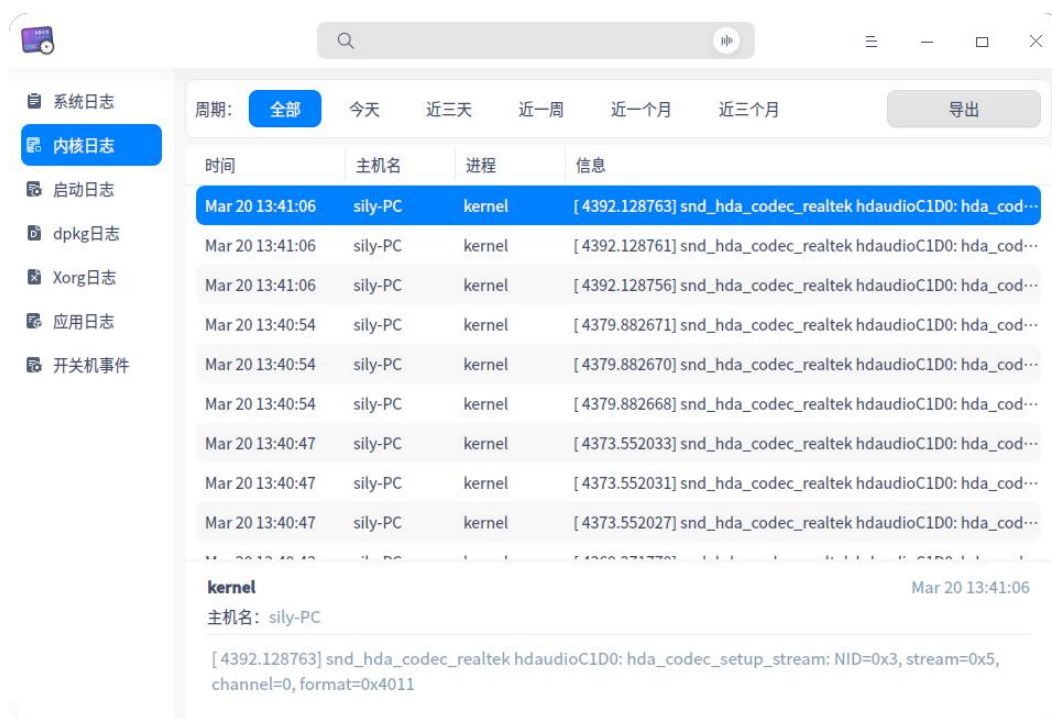 系统日志
内核日志
启动日志
dpkg日志
Xorg日志
应用日志
开关机事件
周期: 全部 今天 近三天 近一周 近一个月 近三个月 导出
时间 主机名 进程 信息
Mar 20 13:41:06 sily-PC kernel [ 4392.128763] snd_hda_codec_realtek hdaudioC1D0: hda_cod···
Mar 20 13:41:06 sily-PC kernel [ 4392.128761] snd_hda_codec_realtek hdaudioC1D0: hda_cod···
Mar 20 13:41:06 sily-PC kernel [ 4392.128756] snd_hda_codec_realtek hdaudioC1D0: hda_cod···
Mar 20 13:40:54 sily-PC kernel [ 4379.882671] snd_hda_codec_realtek hdaudioC1D0: hda_cod···
Mar 20 13:40:54 sily-PC kernel [ 4379.882670] snd_hda_codec_realtek hdaudioC1D0: hda_cod···
Mar 20 13:40:54 sily-PC kernel [ 4379.882668] snd_hda_codec_realtek hdaudioC1D0: hda_cod···
Mar 20 13:40:47 sily-PC kernel [ 4373.552033] snd_hda_codec_realtek hdaudioC1D0: hda_cod···
Mar 20 13:40:47 sily-PC kernel [ 4373.552031] snd_hda_codec_realtek hdaudioC1D0: hda_cod···
Mar 20 13:40:47 sily-PC kernel [ 4373.552027] snd_hda_codec_realtek hdaudioC1D0: hda_cod···
kernel Mar 20 13:41:06
主机名: sily-PC
[ 4392.128763] snd_hda_codec_realtek hdaudioC1D0: hda_codec_setup_stream: NID=0x3, stream=0x5,
channel=0, format=0x4011